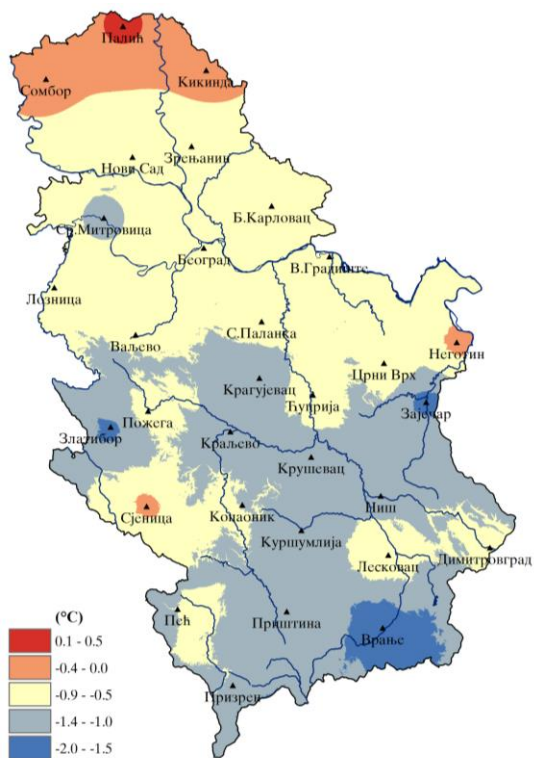 Палић
Кикинда
Сомбор
Зрењанин
Нови Сад
Б.Карловац
Ср.Митровица
Београд
В.Градиште
Лозница
С.Паланка
Ваљево
Неготин
Црни Врх
Крагујевац
Ћуприја
Зајечар
Пожега
Златибор
Краљево
Крушевац
Ниш
Сјеница
Копаоник
Куршумлија
Димитровград
Лесковац
Пећ
Приштина
Врање
Призрен
(°C)
0.1 - 0.5
-0.4 - 0.0
-0.9 - -0.5
-1.4 - -1.0
-2.0 - -1.5